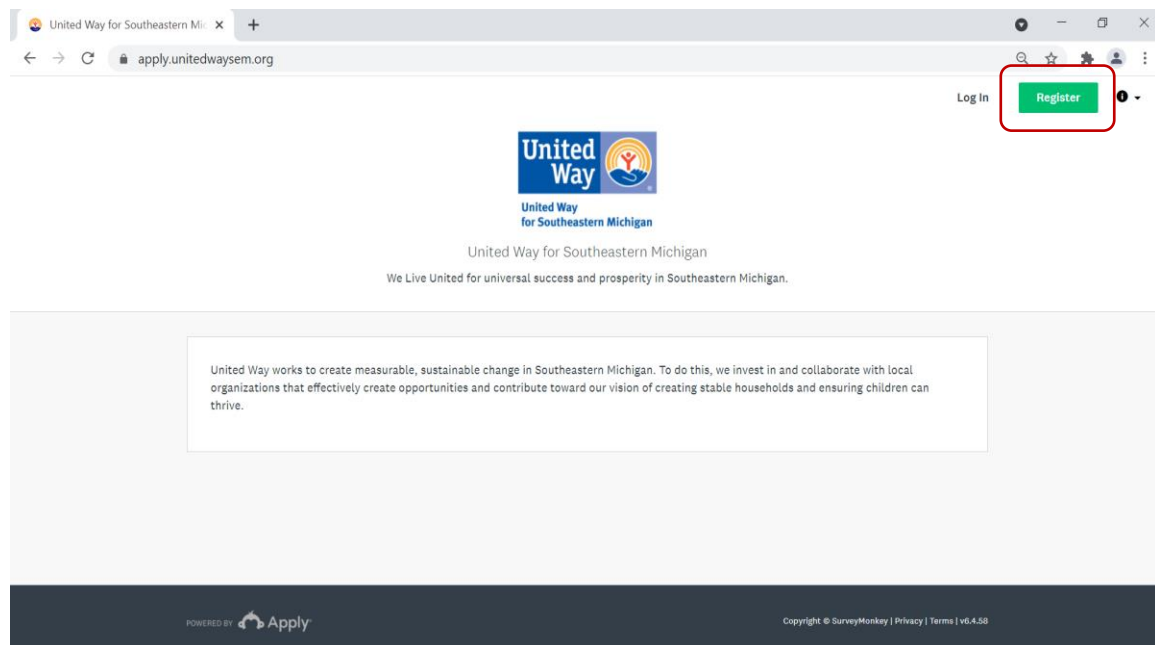 United Way for Southeastern Mic
apply.unitedwaysem.org
Log In
Register
United
Way
United Way
for Southeastern Michigan
United Way for Southeastern Michigan
We Live United for universal success and prosperity in Southeastern Michigan.
United Way works to create measurable, sustainable change in Southeastern Michigan. To do this, we invest in and collaborate with local
organizations that effectively create opportunities and contribute toward our vision of creating stable households and ensuring children can
thrive.
POWERED BY Apply
Copyright © SurveyMonkey | Privacy | Terms | v6.4.58